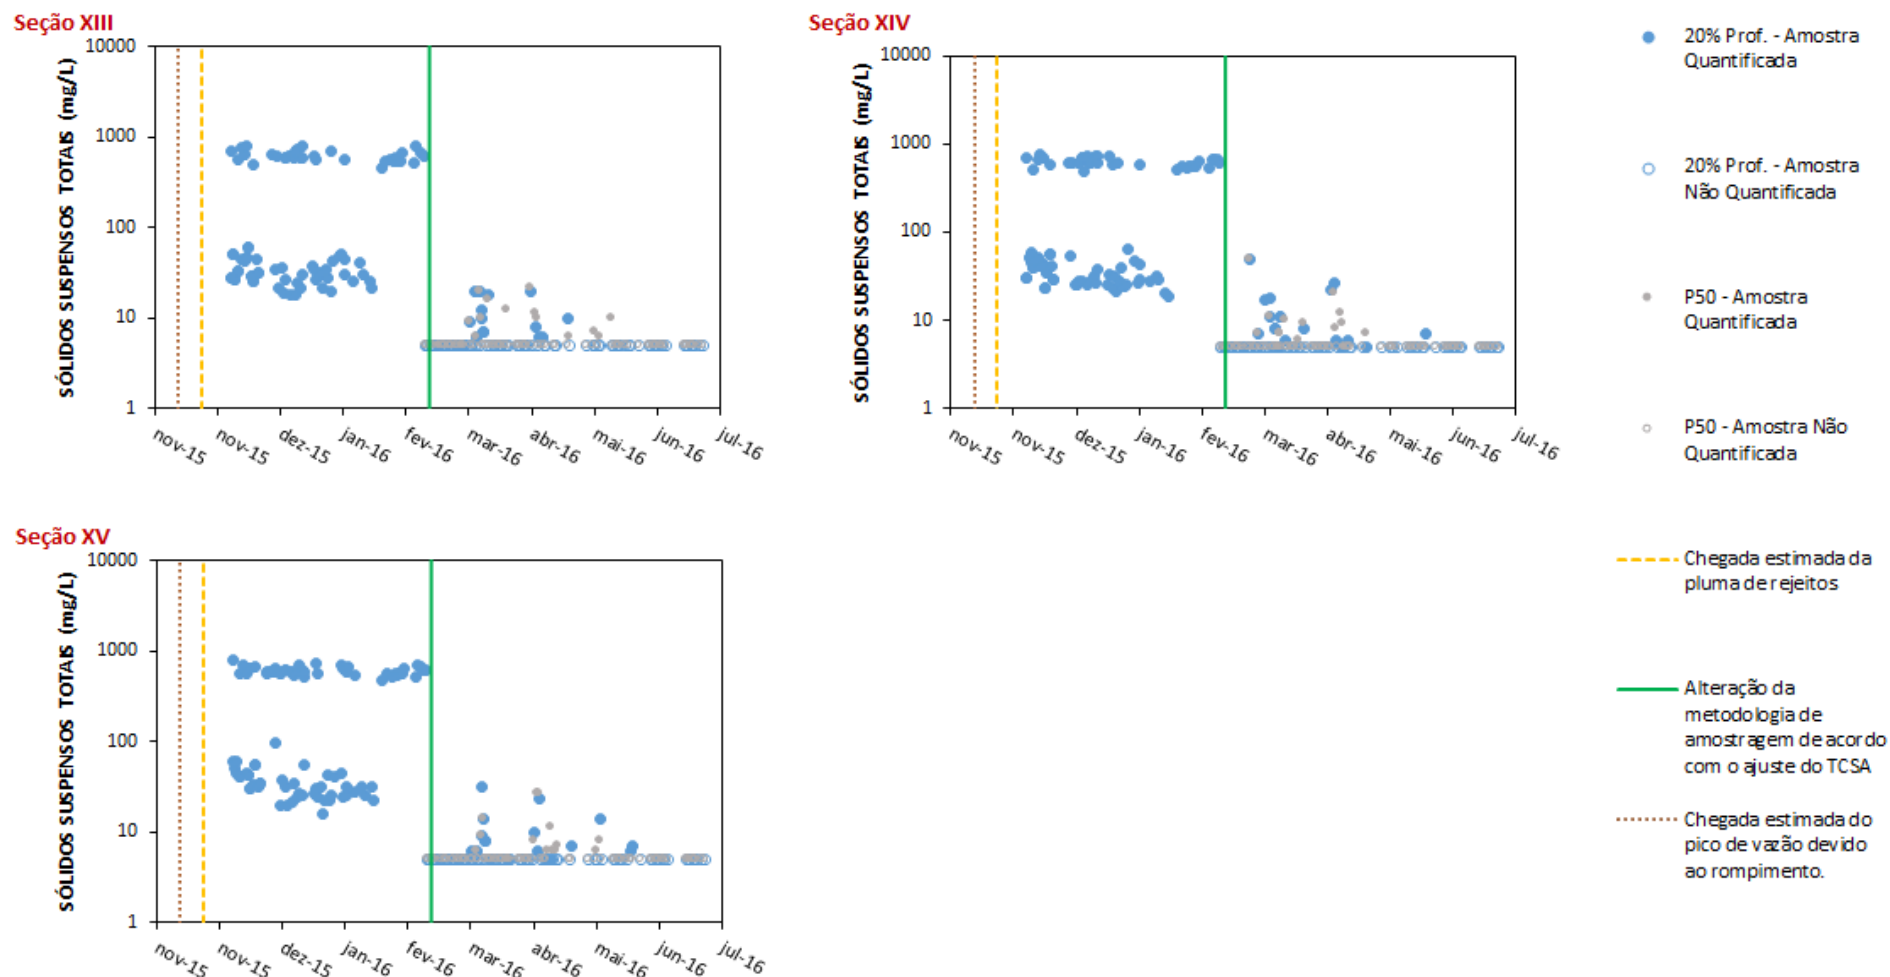 Seção XIII
SÓLIDOS SUSPENSOS TOTAIS (mg/L)
10000
1000
100
10
1
nov-15
nov-15
dez-15
jan-16
fev-16
mar-16
abr-16
mai-16
jun-16
jul-16
Seção XIV
SÓLIDOS SUSPENSOS TOTAIS (mg/L)
10000
1000
100
10
1
nov-15
nov-15
dez-15
jan-16
fev-16
mar-16
abr-16
mai-16
jun-16
jul-16
Seção XV
SÓLIDOS SUSPENSOS TOTAIS (mg/L)
10000
1000
100
10
1
nov-15
nov-15
dez-15
jan-16
fev-16
mar-16
abr-16
mai-16
jun-16
jul-16
20% Prof. - Amostra
Quantificada
20% Prof. - Amostra
Não Quantificada
P50 - Amostra
Quantificada
P50 - Amostra Não
Quantificada
Chegada estimada da
pluma de rejeitos
Alteração da
metodologia de
amostragem de acordo
com o ajuste do TCSA
Chegada estimada do
pico de vazão devido
ao rompimento.